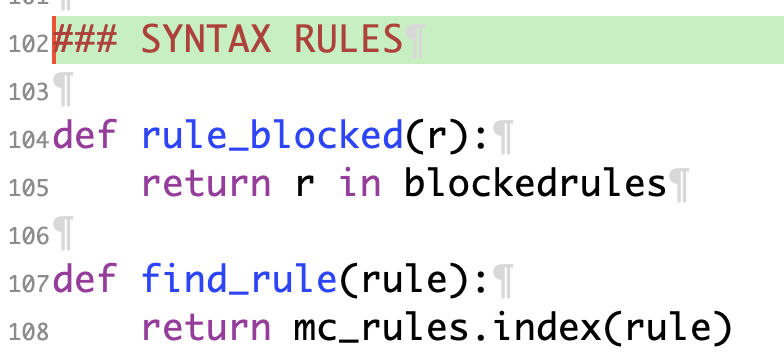 102### SYNTAX RULES¶
103¶
104def rule_blocked(r):¶
105    return r in blockedrules¶
106¶
107def find_rule(rule):¶
108    return mc_rules.index(rule)